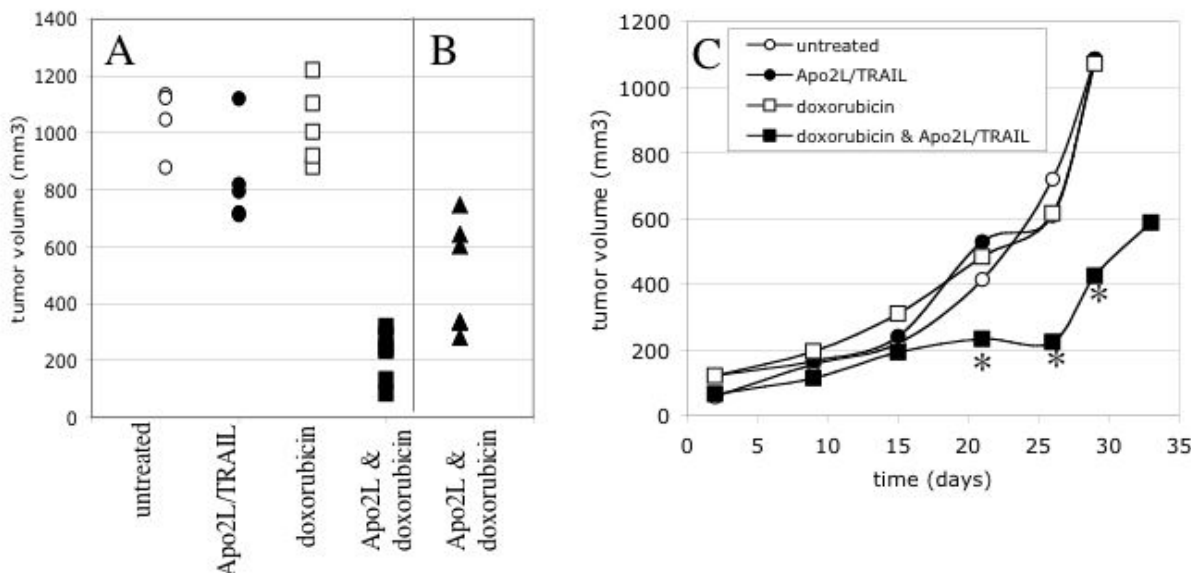 A
B
tumor volume (mm3)
1400
1200
1000
800
600
400
200
0
untreated
Apo2L/TRAIL
doxorubicin
Apo2L &
doxorubicin
Apo2L &
doxorubicin
C
untreated
Apo2L/TRAIL
doxorubicin
doxorubicin & Apo2L/TRAIL
tumor volume (mm3)
1200
1000
800
600
400
200
0
*
*
*
0 5 10 15 20 25 30 35
time (days)